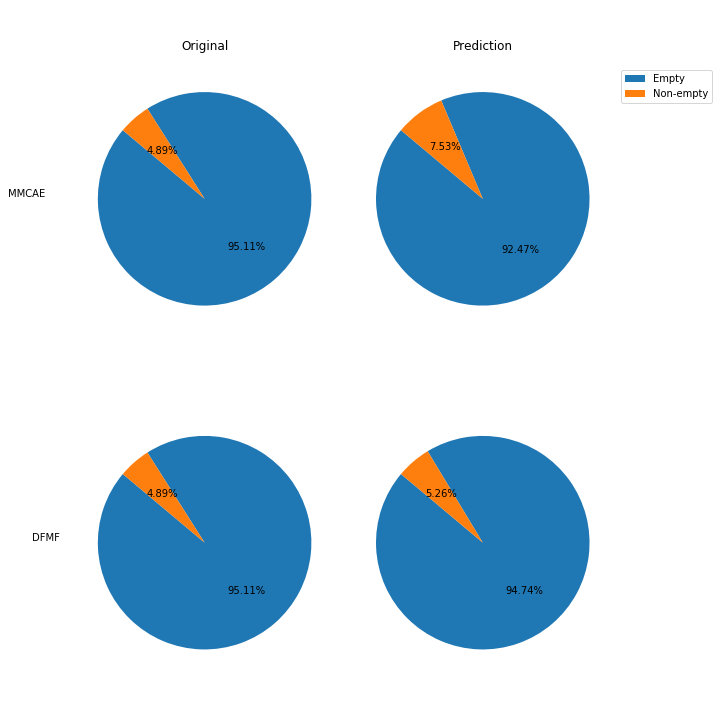 Original
Prediction
Empty
Non-empty
MMCAE
4.89%
95.11%
7.53%
92.47%
DFMF
4.89%
95.11%
5.26%
94.74%